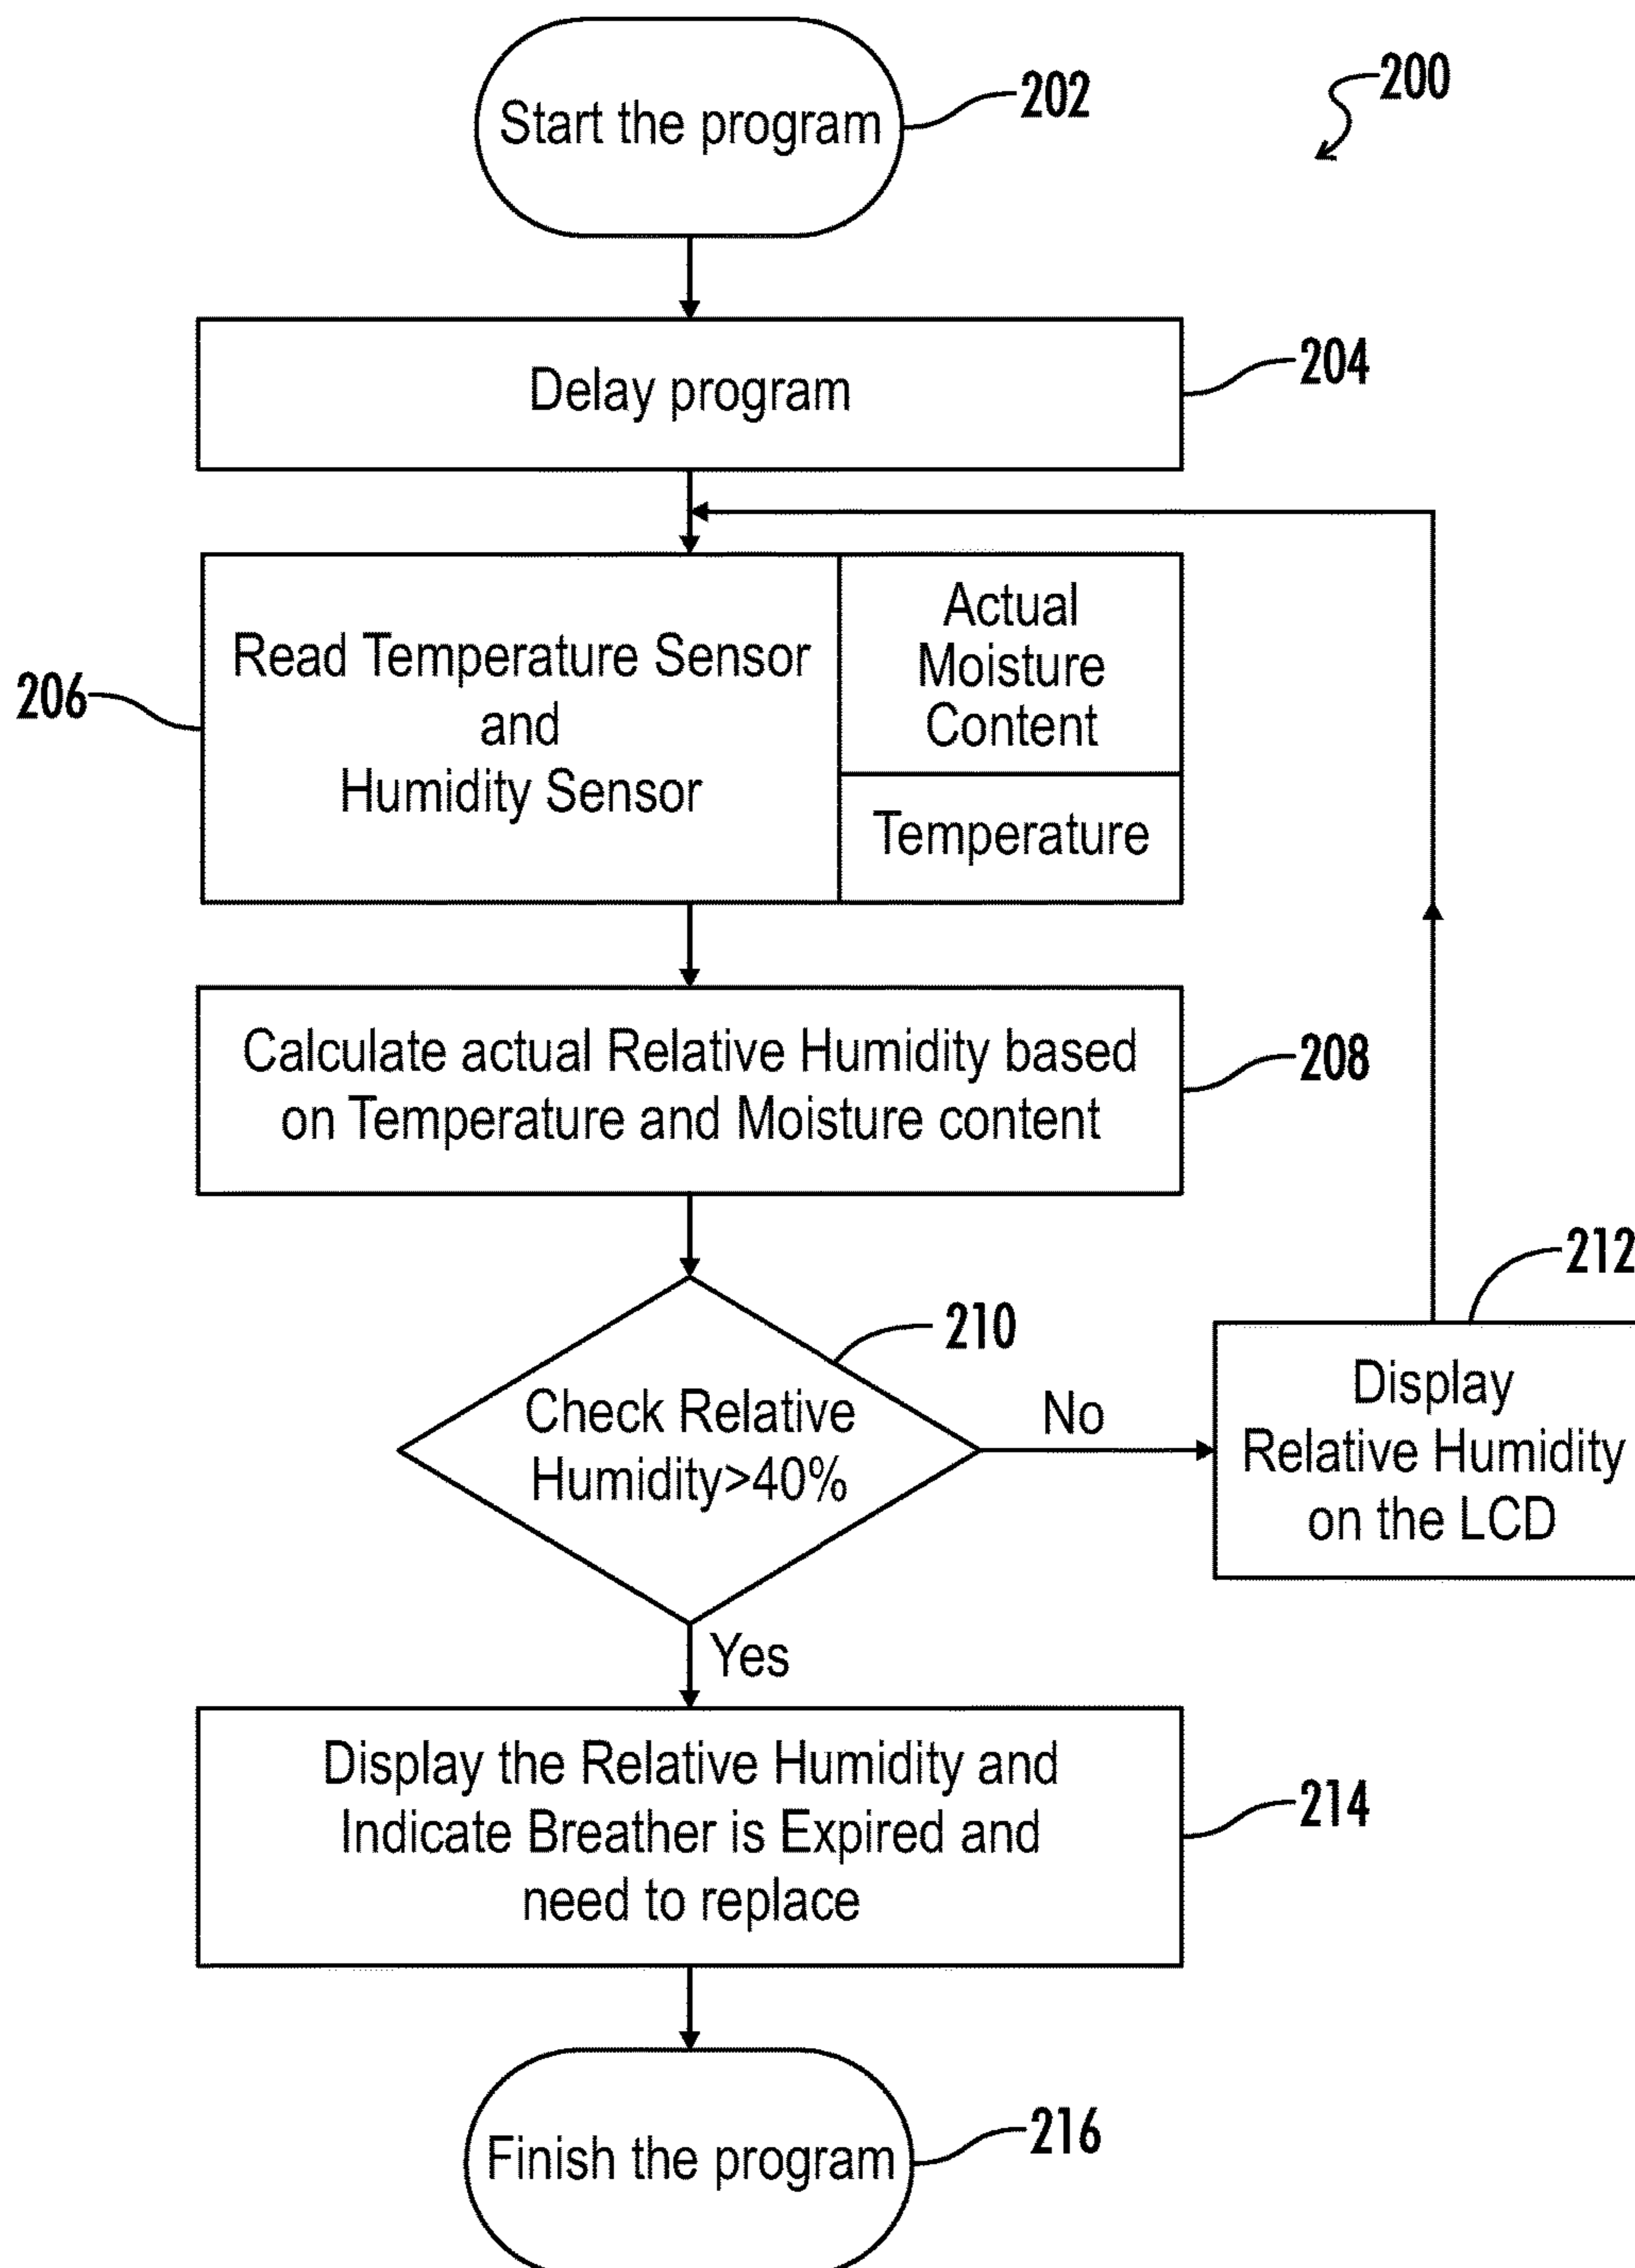 Start the program
202
200
Delay program
204
206
Read Temperature Sensor
and
Humidity Sensor
Actual
Moisture
Content
Temperature
Calculate actual Relative Humidity based
on Temperature and Moisture content
208
210
Check Relative
Humidity>40%
No
212
Display
Relative Humidity
on the LCD
Yes
Display the Relative Humidity and
Indicate Breather is Expired and
need to replace
214
Finish the program
216